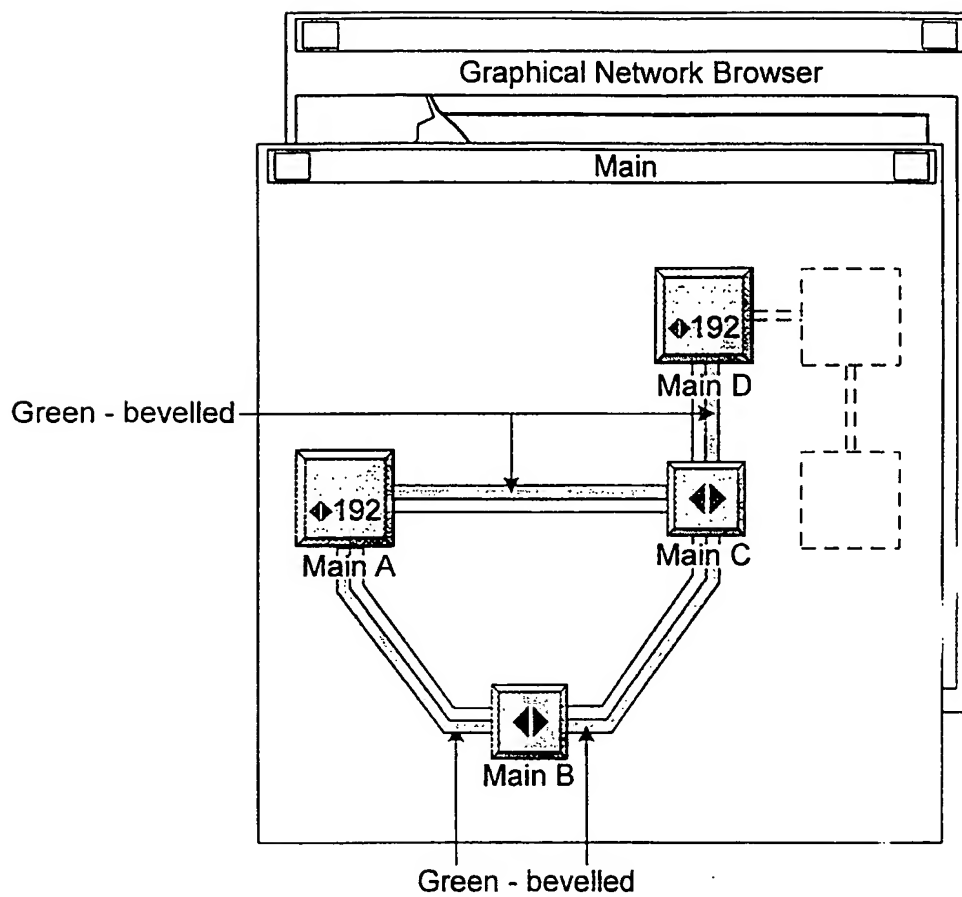 Graphical Network Browser
Main
192
Main D
Green - bevelled
192
Main A
Main C
Main B
Green - bevelled